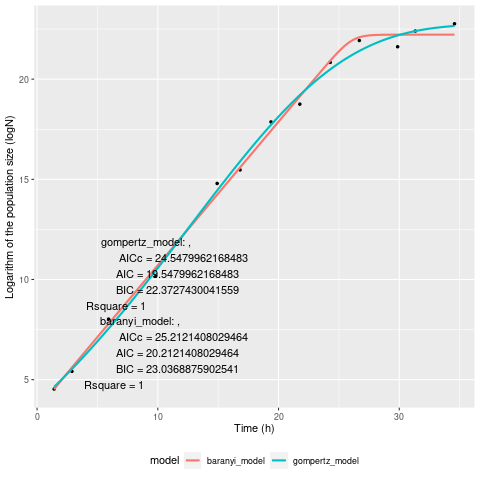 20
15
10
5
gompertz_model: ,
AICc = 24.5479962168483
AIC = 19.5479962168483
BIC = 22.3727430041559
Rsquare = 1
baranyi_model: ,
AICc = 25.2121408029464
AIC = 20.2121408029464
BIC = 23.0368875902541
Rsquare = 1
Logarithm of the population size (logN)
0 10 20 30
Time (h)
model baranyi_model gompertz_model